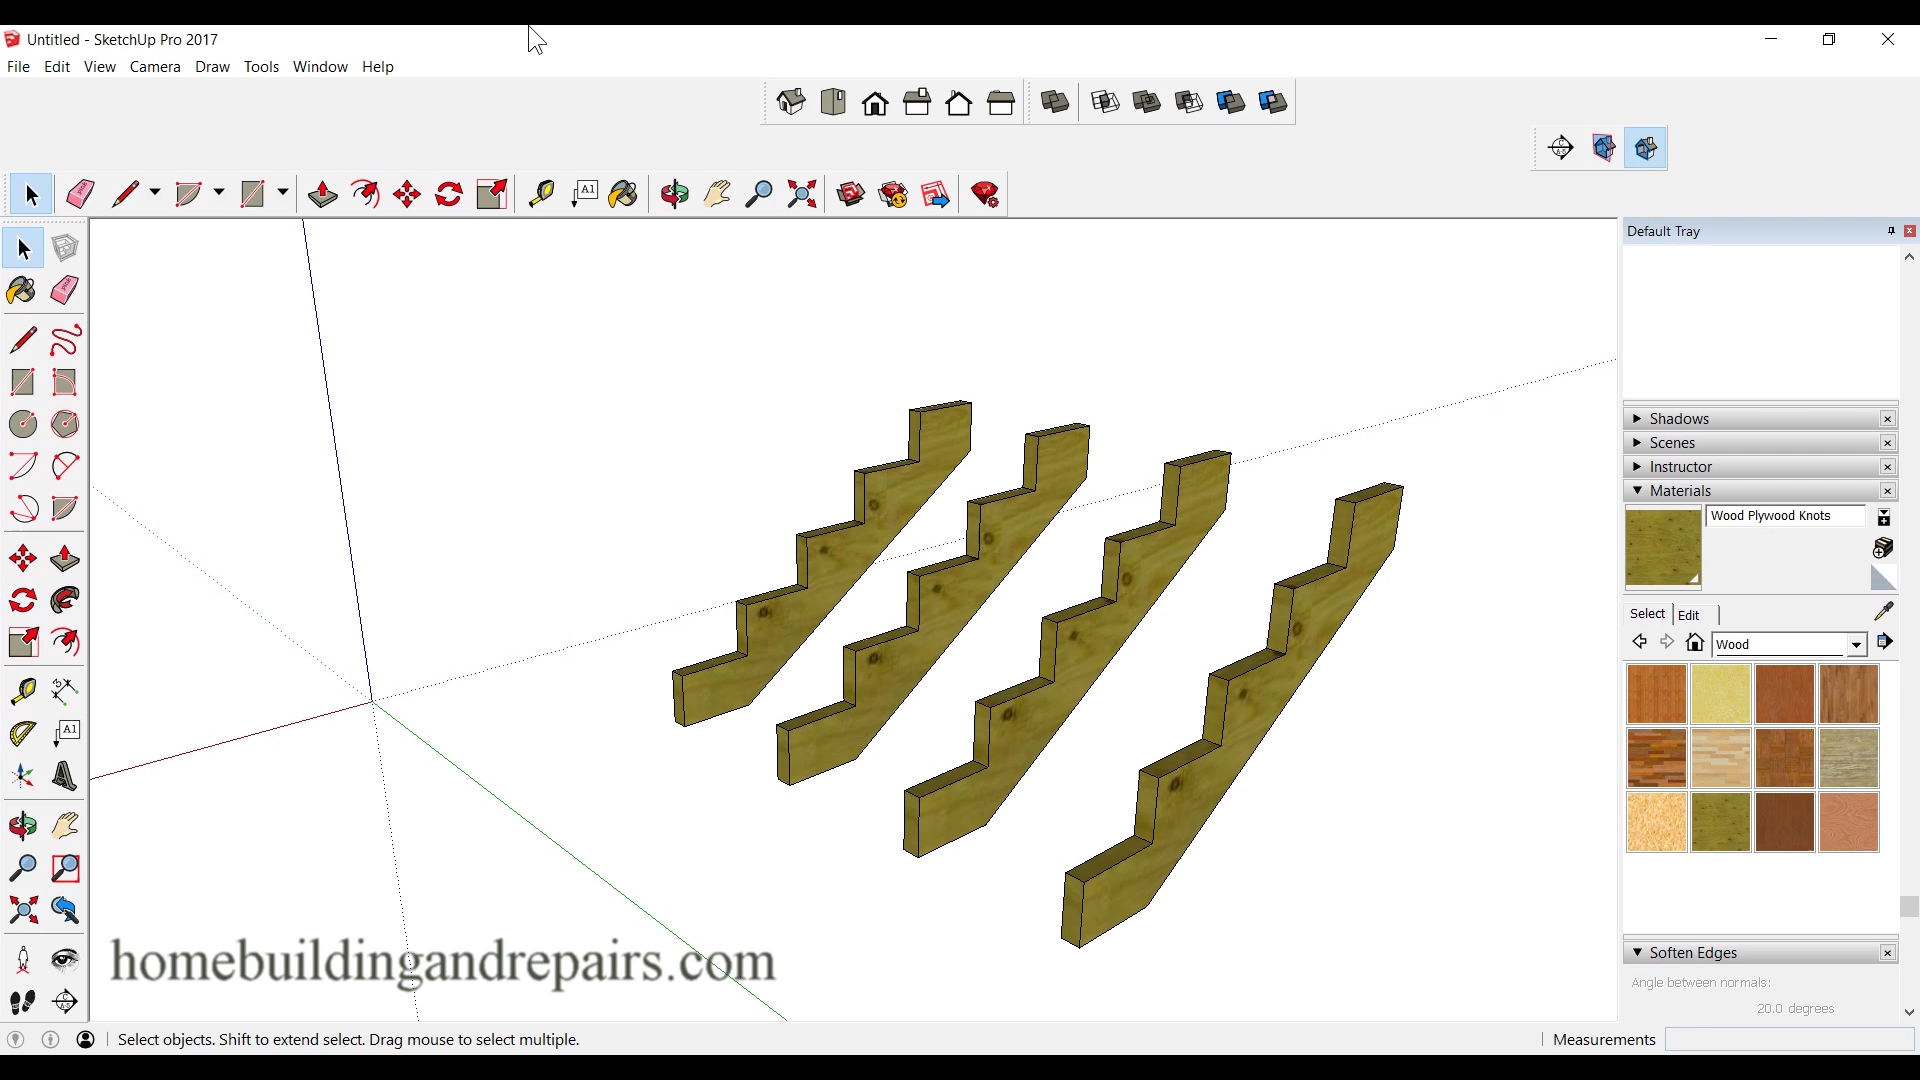 Untitled - SketchUp Pro 2017
File Edit View Camera Draw Tools Window Help
A1
Default Tray
Shadows
Scenes
Instructor
Materials
Wood Plywood Knots
Select Edit
Wood
A1
homebuildingandrepairs.com
Soften Edges
Angle between normals:
20.0 degrees
Select objects. Shift to extend select. Drag mouse to select multiple.
Measurements